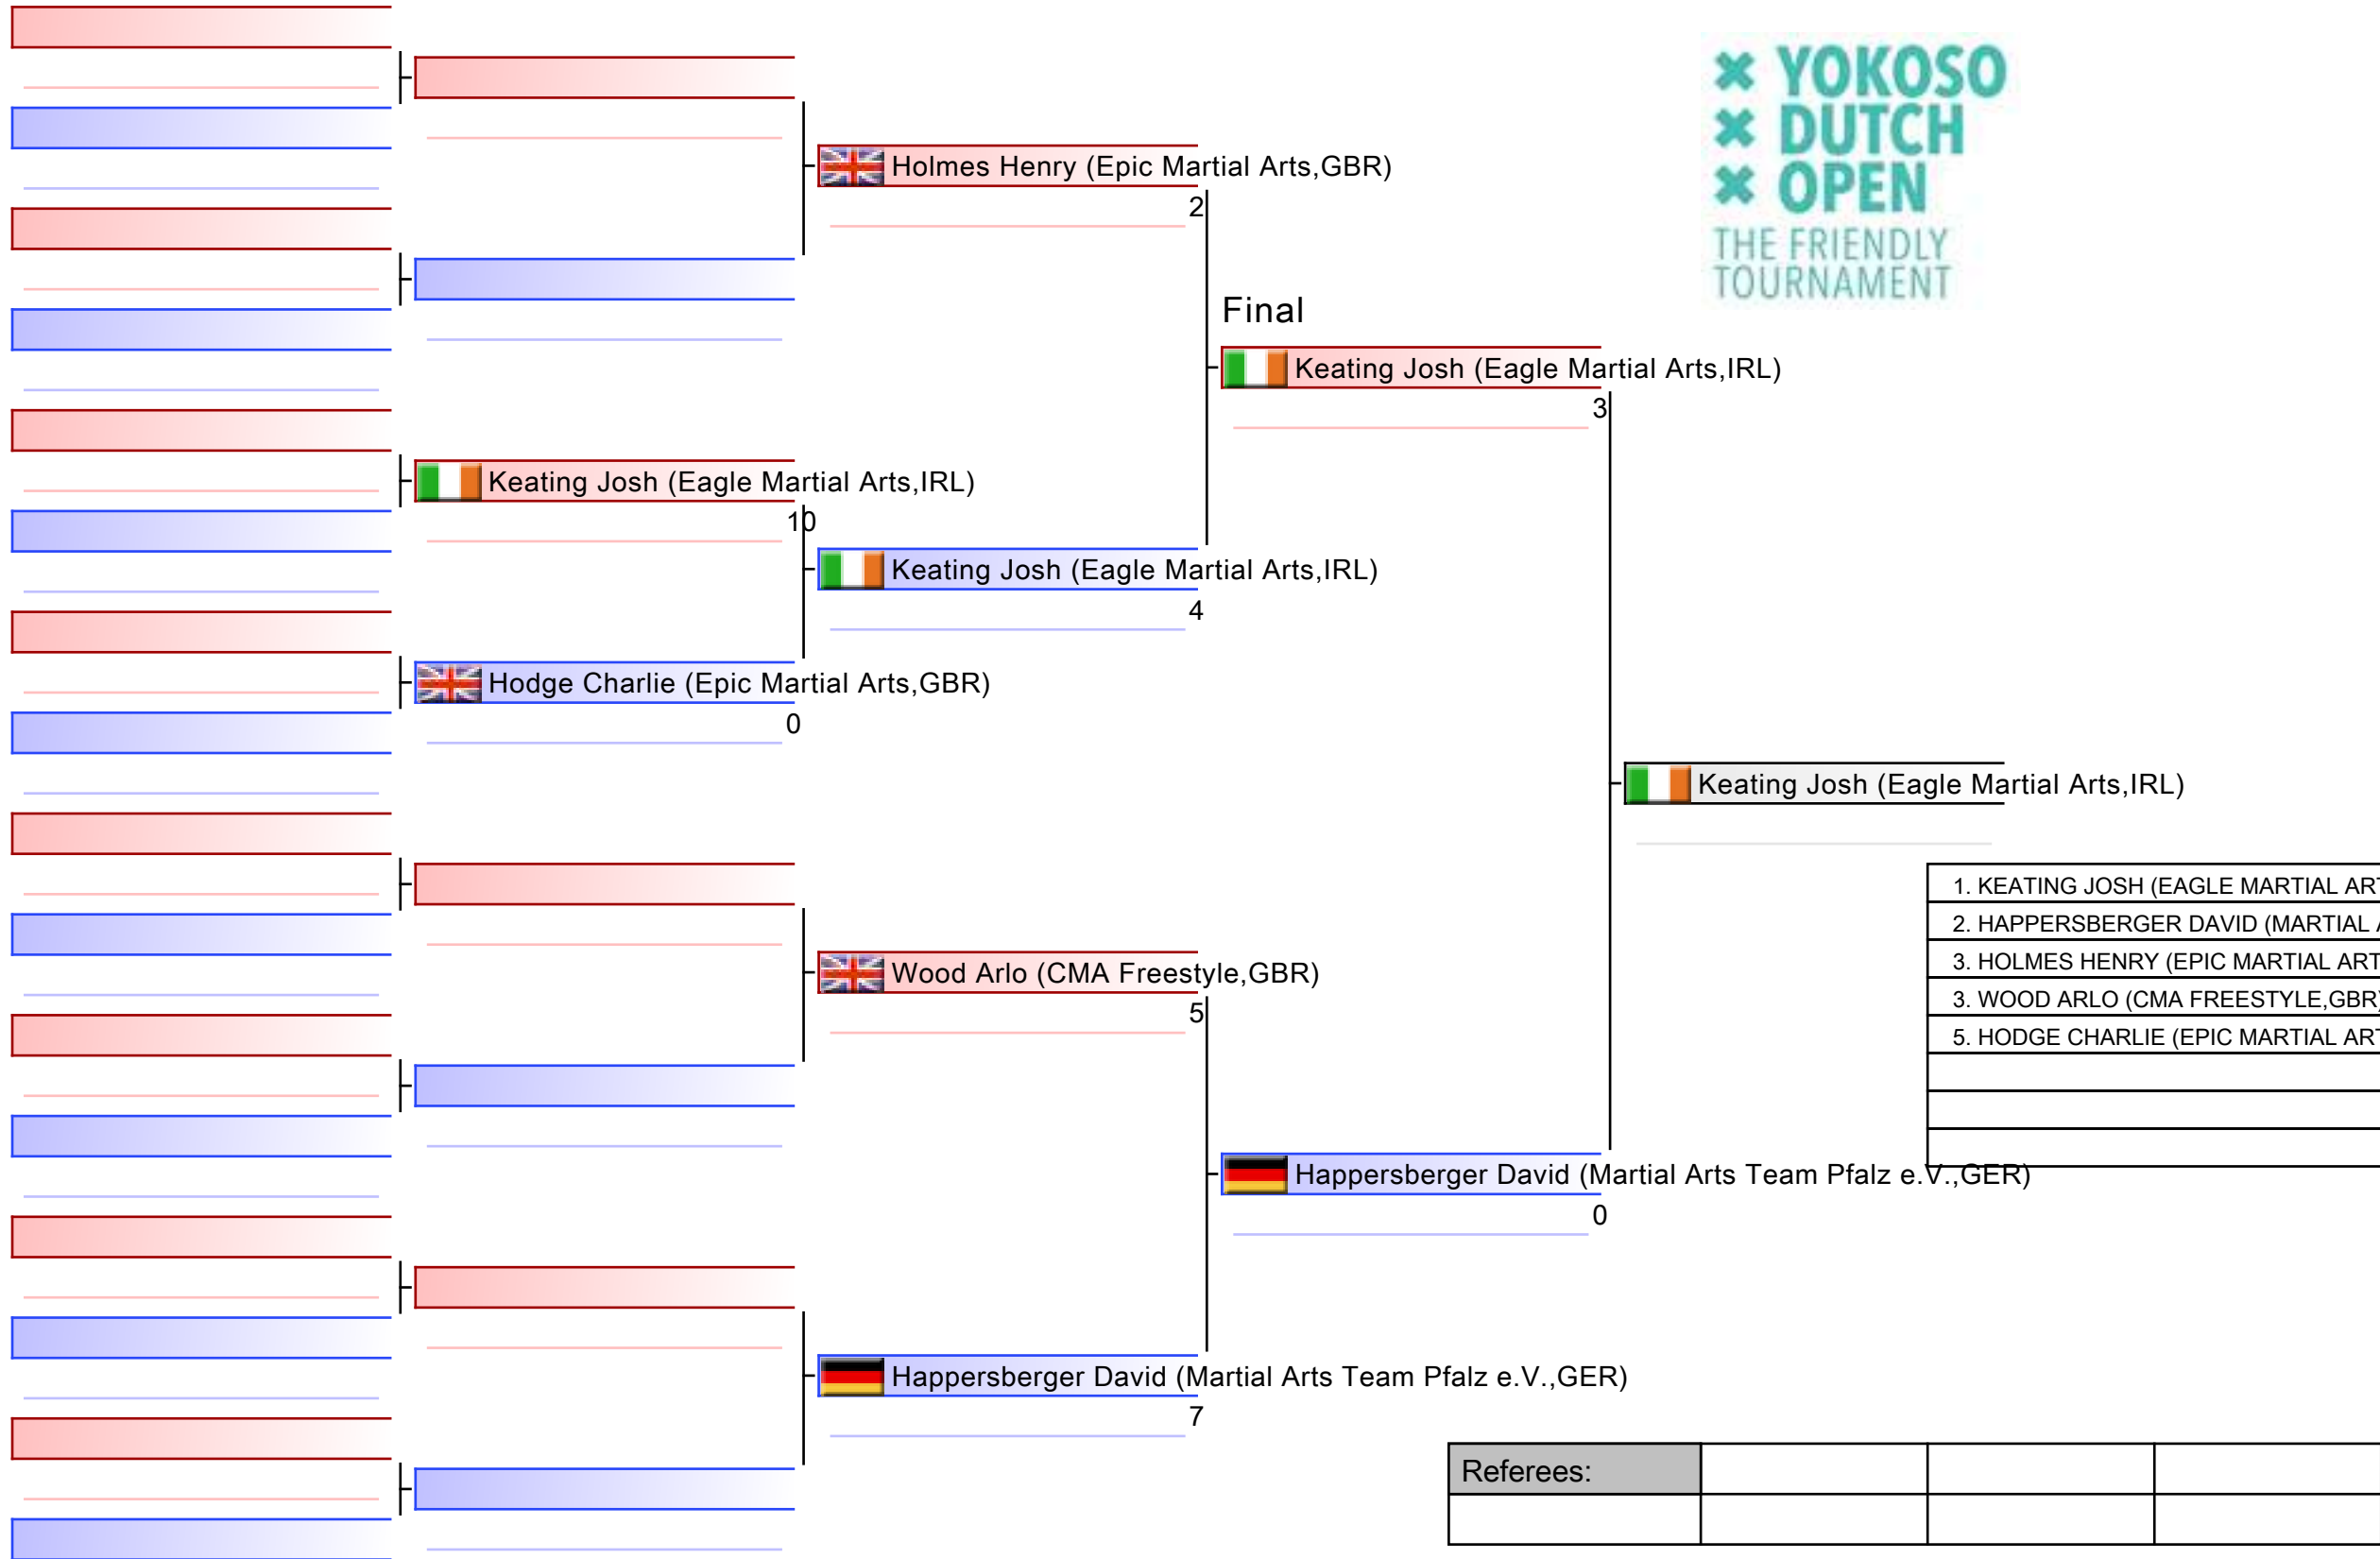 YOKOSO
DUTCH
OPEN
THE FRIENDLY
TOURNAMENT
Holmes Henry (Epic Martial Arts,GBR)
2
Final
Keating Josh (Eagle Martial Arts,IRL)
3
Keating Josh (Eagle Martial Arts,IRL)
10
Keating Josh (Eagle Martial Arts,IRL)
4
Hodge Charlie (Epic Martial Arts,GBR)
0
Keating Josh (Eagle Martial Arts,IRL)
1. KEATING JOSH (EAGLE MARTIAL ART
2. HAPPERSBERGER DAVID (MARTIAL A
3. HOLMES HENRY (EPIC MARTIAL ART
3. WOOD ARLO (CMA FREESTYLE,GBR)
5. HODGE CHARLIE (EPIC MARTIAL ART
Wood Arlo (CMA Freestyle,GBR)
5
Happersberger David (Martial Arts Team Pfalz e.V.,GER)
0
Happersberger David (Martial Arts Team Pfalz e.V.,GER)
7
Referees: